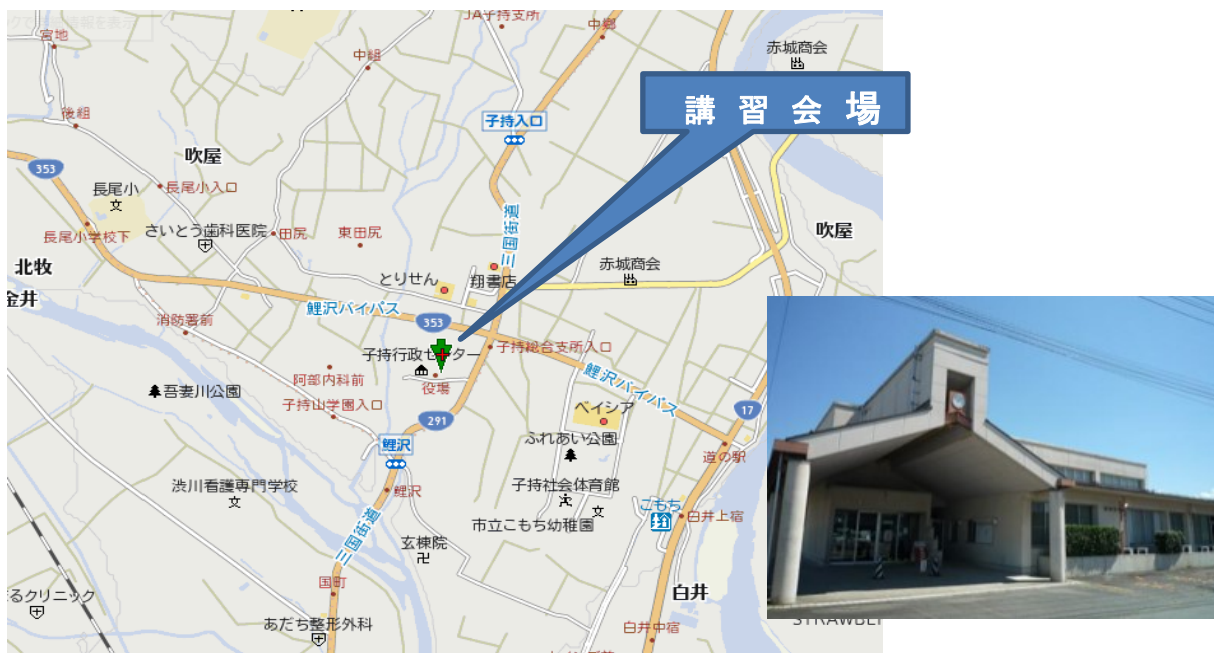 JA子持支所
宮地
中郷
中組
赤城商会
講習会場
後組
子持入口
吹屋
353
長尾小
長尾小入口
三国街道
長尾小学校下
さいとう歯科医院
田尻
東田尻
吹屋
北牧
とりせん
翔書店
赤城商会
金井
鯉沢バイパス
消防署前
353
子持行政センター
子持総合支所入口
阿部内科前
役場
鯉沢バイパス
吾妻川公園
子持山学園入口
291
ベイシア
17
ふれあい公園
鯉沢
道の駅
渋川看護専門学校
鯉沢
子持社会体育館
こもち
白井上宿
市立こもち幼稚園
三国街道
玄棟院
国町
白井
るクリニック
あだち整形外科
白井中宿